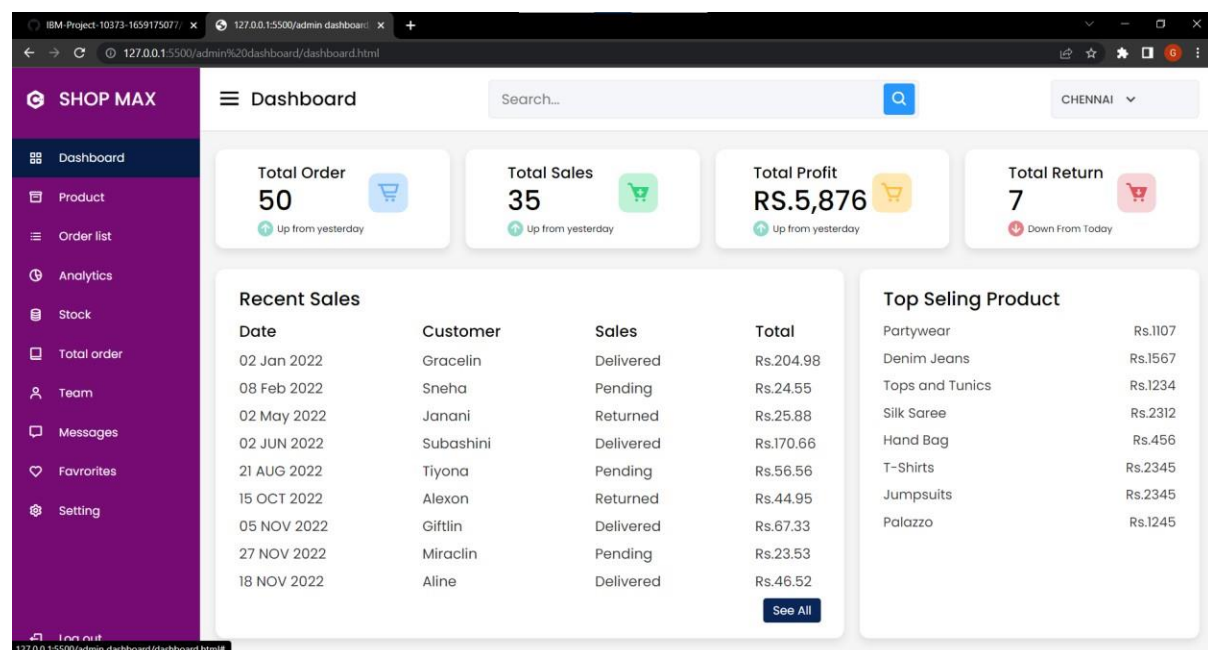 IBM-Project-10373-1659175077/
127.0.0.1:5500/admin dashboard
127.0.0.1:5500/admin%20dashboard/dashboard.html
G
SHOP MAX
Dashboard
Search...
CHENNAI
Dashboard
Product
Order list
Analytics
Stock
Total order
Team
Messages
Favrorites
Setting
Log out
127.0.0.1:5500/admin dashboard/dashboard.html#
Total Order
50
Up from yesterday
Total Sales
35
Up from yesterday
Total Profit
RS.5,876
Up from yesterday
Total Return
7
Down From Today
Recent Sales
Date Customer Sales Total
02 Jan 2022 Gracelin Delivered Rs.204.98
08 Feb 2022 Sneha Pending Rs.24.55
02 May 2022 Janani Returned Rs.25.88
02 JUN 2022 Subashini Delivered Rs.170.66
21 AUG 2022 Tiyona Pending Rs.56.56
15 OCT 2022 Alexon Returned Rs.44.95
05 NOV 2022 Giftlin Delivered Rs.67.33
27 NOV 2022 Miraclin Pending Rs.23.53
18 NOV 2022 Aline Delivered Rs.46.52
See All
Top Seling Product
Partywear Rs.1107
Denim Jeans Rs.1567
Tops and Tunics Rs.1234
Silk Saree Rs.2312
Hand Bag Rs.456
T-Shirts Rs.2345
Jumpsuits Rs.2345
Palazzo Rs.1245